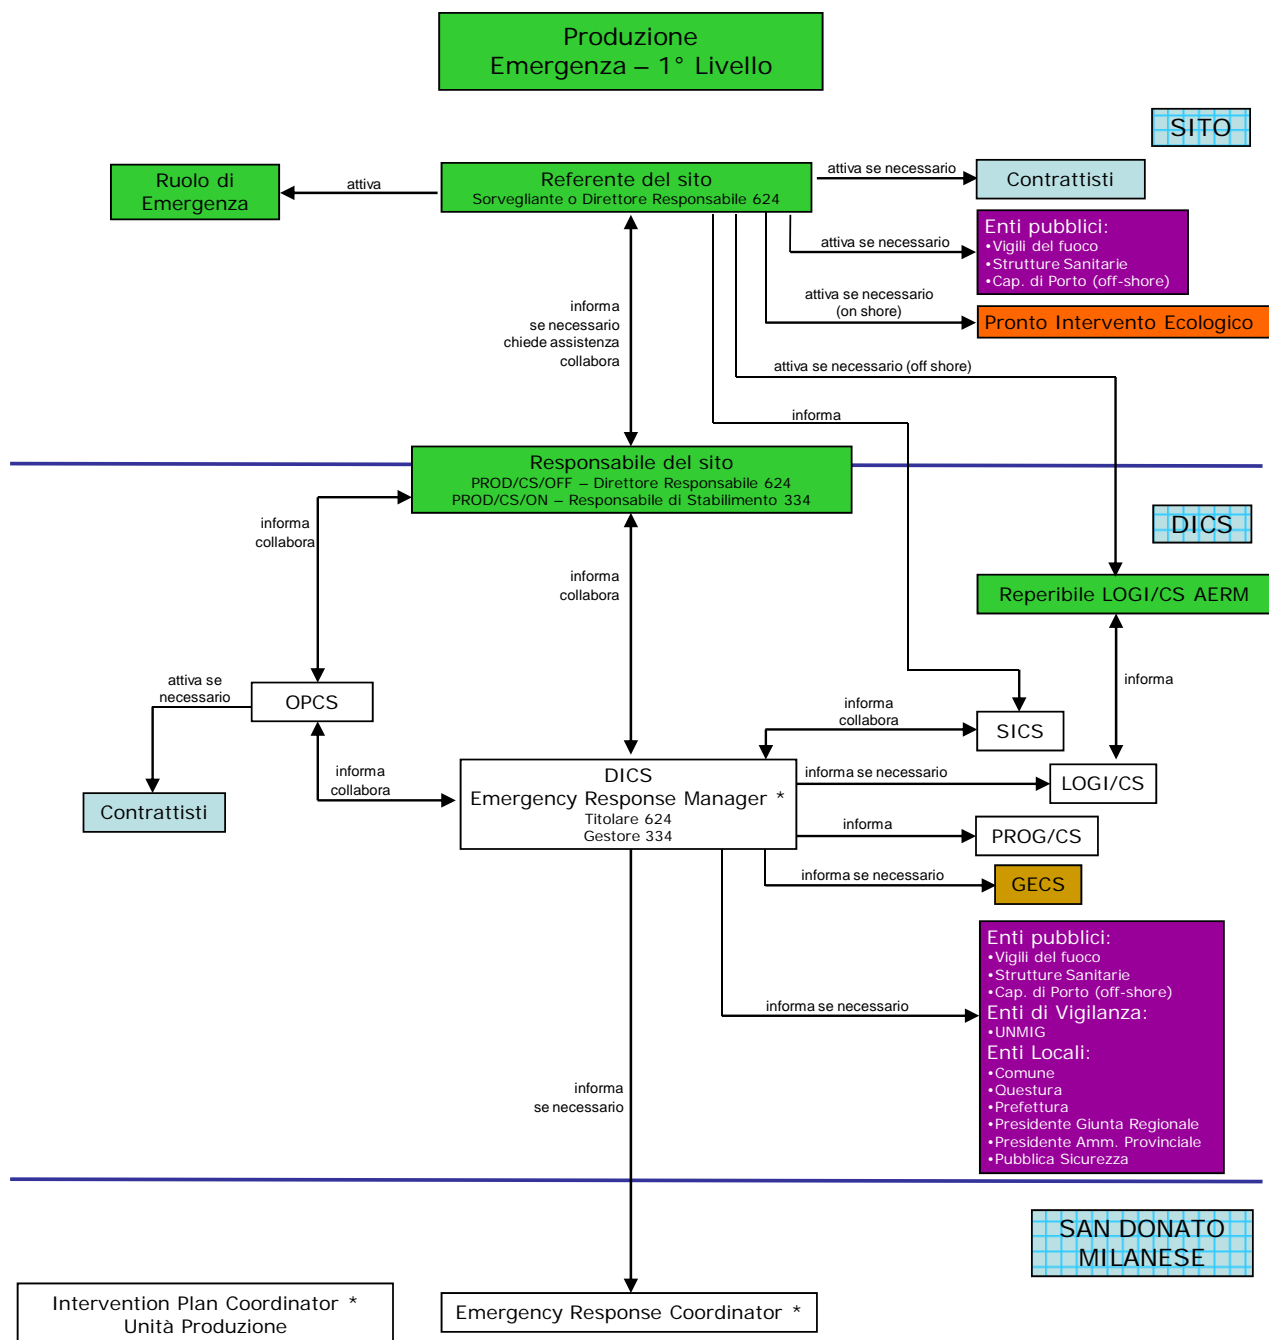 Produzione
Emergenza – 1° Livello
SITO
Ruolo di
Emergenza
attiva
Referente del sito
Sorvegliante o Direttore Responsabile 624
attiva se necessario
Contrattisti
attiva se necessario
Enti pubblici:
•Vigili del fuoco
•Strutture Sanitarie
•Cap. di Porto (off-shore)
attiva se necessario
(on shore)
Pronto Intervento Ecologico
informa
se necessario
chiede assistenza
collabora
attiva se necessario (off shore)
informa
Responsabile del sito
PROD/CS/OFF – Direttore Responsabile 624
PROD/CS/ON – Responsabile di Stabilimento 334
DICS
informa
collabora
informa
collabora
Reperibile LOGI/CS AERM
attiva se
necessario
OPCS
informa
informa
collabora
SICS
informa
collabora
DICS
Emergency Response Manager *
Titolare 624
Gestore 334
informa se necessario
LOGI/CS
Contrattisti
informa
PROG/CS
informa se necessario
GECS
informa se necessario
Enti pubblici:
•Vigili del fuoco
•Strutture Sanitarie
•Cap. di Porto (off-shore)
Enti di Vigilanza:
•UNMIG
Enti Locali:
•Comune
•Questura
•Prefettura
•Presidente Giunta Regionale
•Presidente Amm. Provinciale
•Pubblica Sicurezza
informa
se necessario
SAN DONATO
MILANESE
Intervention Plan Coordinator *
Unità Produzione
Emergency Response Coordinator *